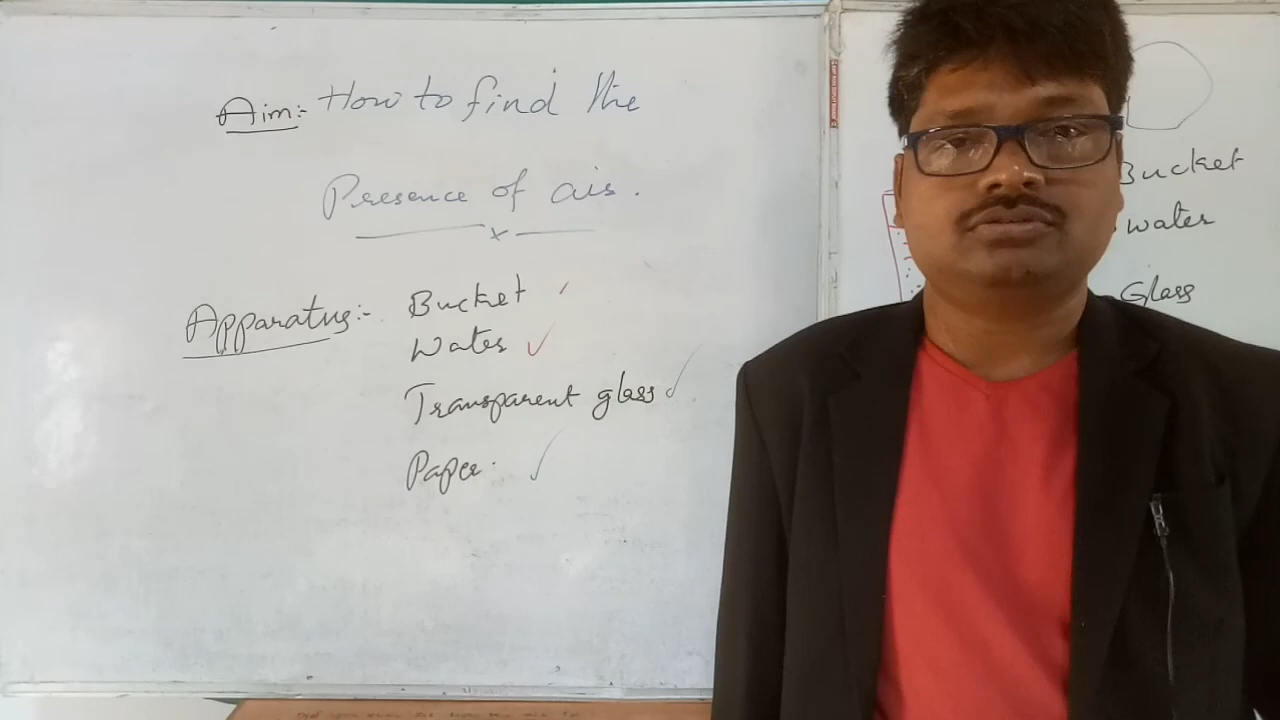 Aim:- How to find the
Presence of air.
x
Apparatus:- Bucket
Water
Transparent glass
Paper.
Bucket
water
Glass